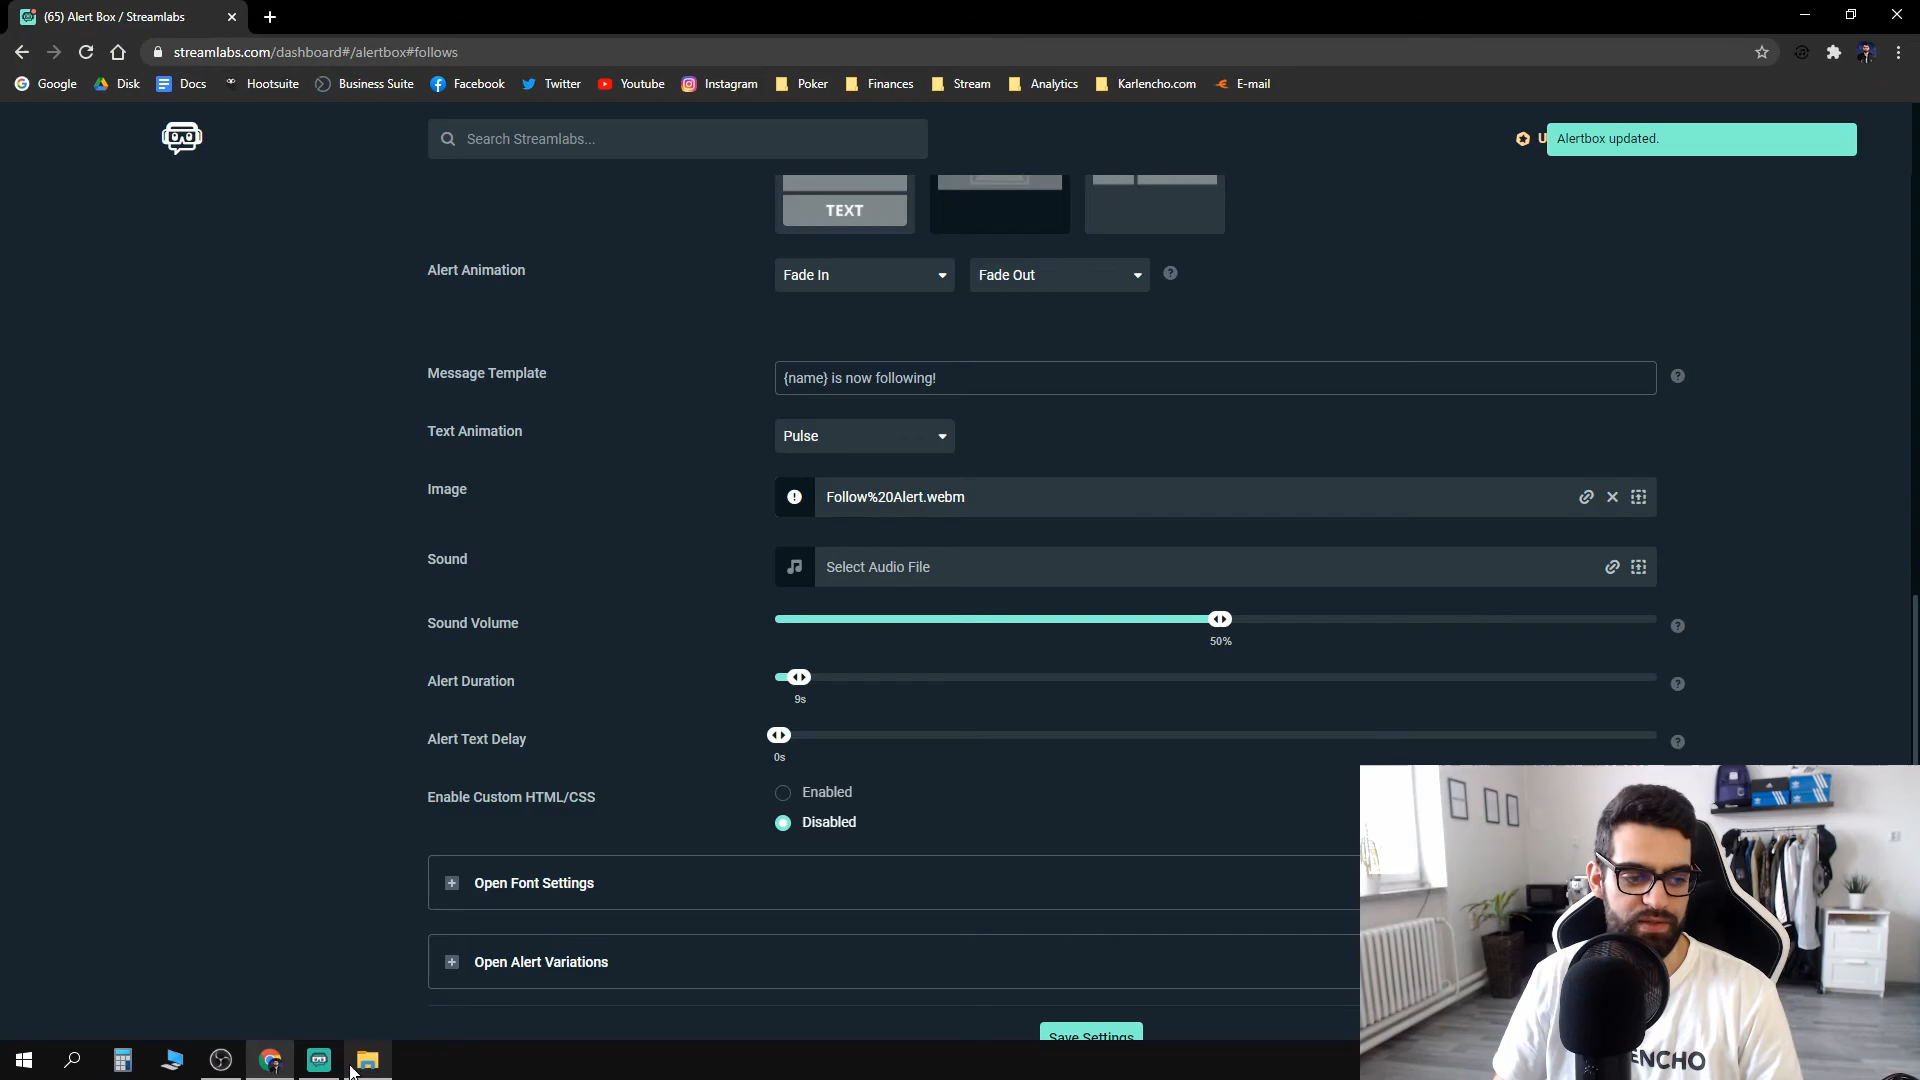 (65) Alert Box / Streamlabs
streamlabs.com/dashboard#/alertbox#follows
Google Disk Docs Hootsuite Business Suite Facebook Twitter Youtube Instagram Poker Finances Stream Analytics Karlencho.com E-mail
Search Streamlabs...
U
Alertbox updated.
TEXT
Alert Animation
Fade In
Fade Out
Message Template
{name} is now following!
Text Animation
Pulse
Image
Follow%20Alert.webm
Sound
Select Audio File
Sound Volume
50%
Alert Duration
9s
Alert Text Delay
0s
Enable Custom HTML/CSS
Enabled
Disabled
Open Font Settings
Open Alert Variations
Save Settings
ENCHO